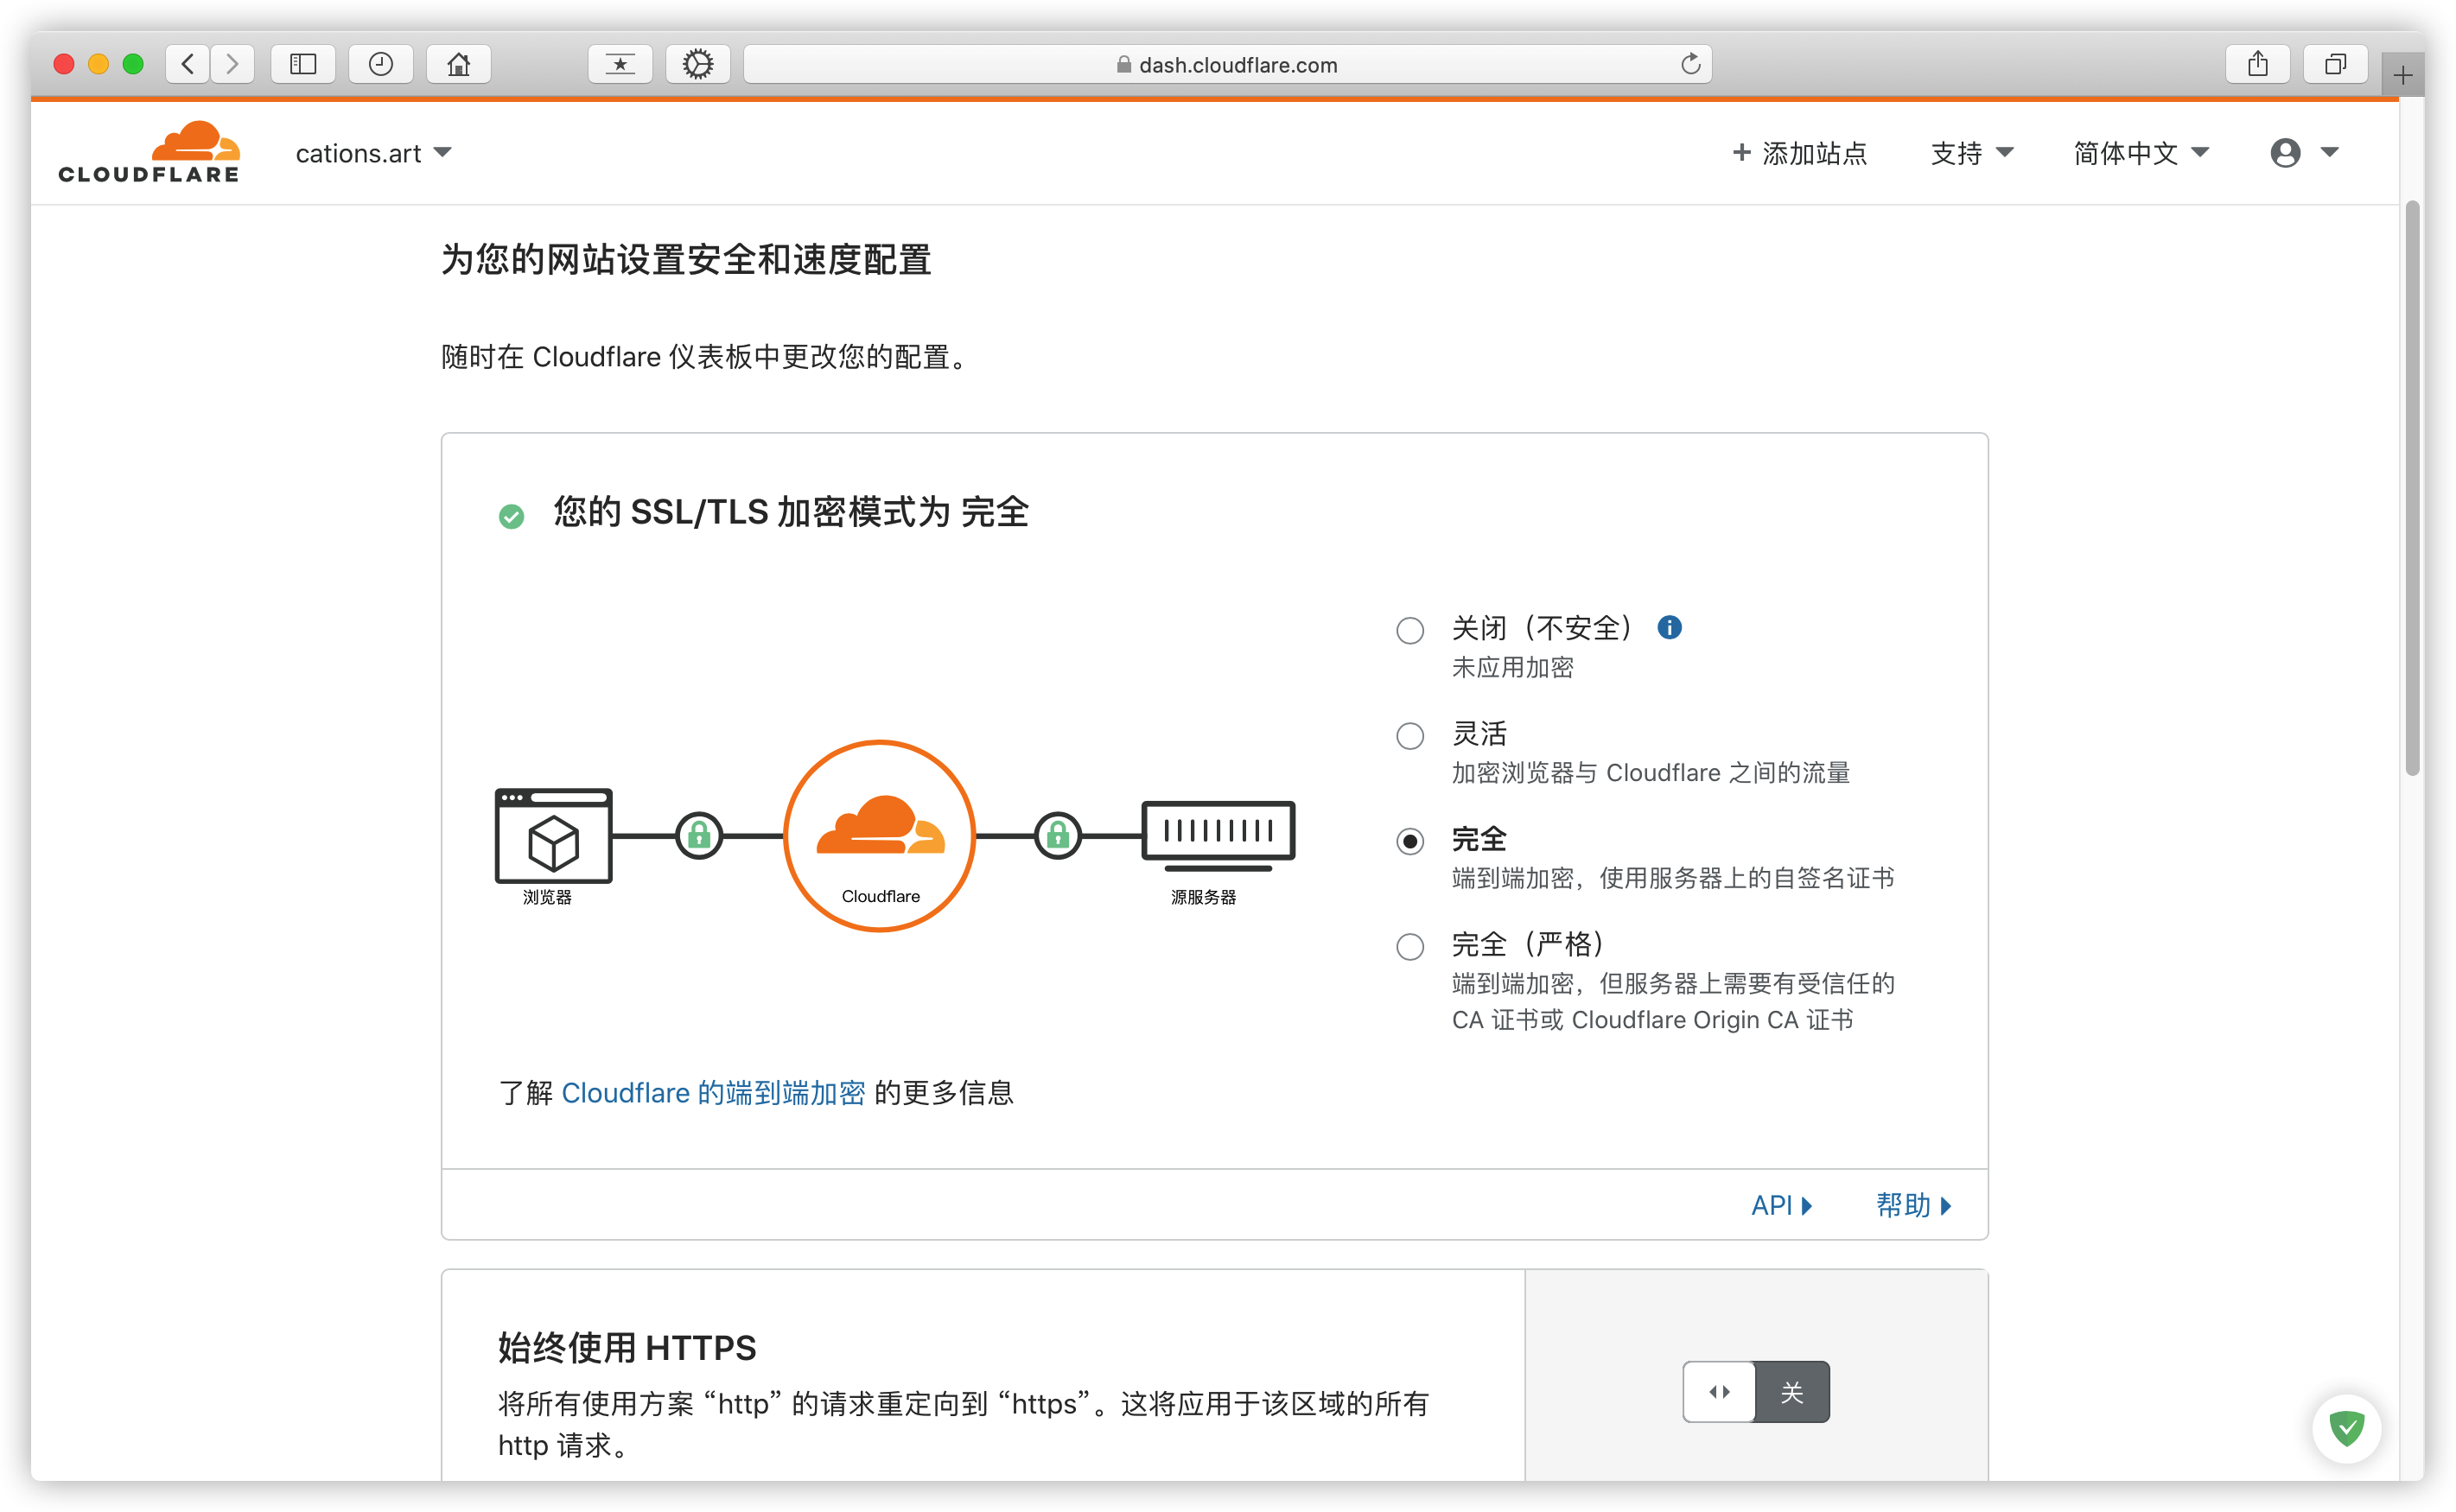 dash.cloudflare.com
CLOUDFLARE
cations.art
添加站点
支持
简体中文
为您的网站设置安全和速度配置
随时在 Cloudflare 仪表板中更改您的配置。
您的 SSL/TLS 加密模式为 完全
关闭（不安全）
未应用加密
灵活
加密浏览器与 Cloudflare 之间的流量
完全
端到端加密，使用服务器上的自签名证书
完全（严格）
端到端加密，但服务器上需要有受信任的
CA 证书或 Cloudflare Origin CA 证书
浏览器
Cloudflare
源服务器
了解 Cloudflare 的端到端加密 的更多信息
API
帮助
始终使用 HTTPS
将所有使用方案 “http” 的请求重定向到 “https”。这将应用于该区域的所有
http 请求。
关